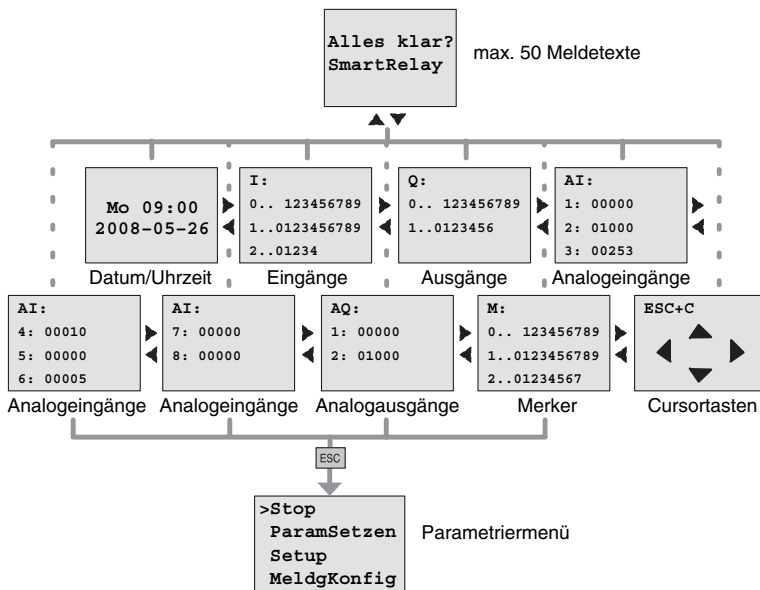 Alles klar?
SmartRelay
max. 50 Meldetexte
Mo 09:00
2008-05-26
Datum/Uhrzeit
I:
0.. 123456789
1..0123456789
2..01234
Eingänge
Q:
0.. 123456789
1..0123456
Ausgänge
AI:
1: 00000
2: 01000
3: 00253
Analogeingänge
AI:
4: 00010
5: 00000
6: 00005
Analogeingänge
AI:
7: 00000
8: 00000
Analogeingänge
AQ:
1: 00000
2: 01000
Analogausgänge
M:
0.. 123456789
1..0123456789
2..01234567
Merker
ESC+C
Cursortasten
ESC
>Stop
ParamSetzen
Setup
MeldgKonfig
Parametriermenü